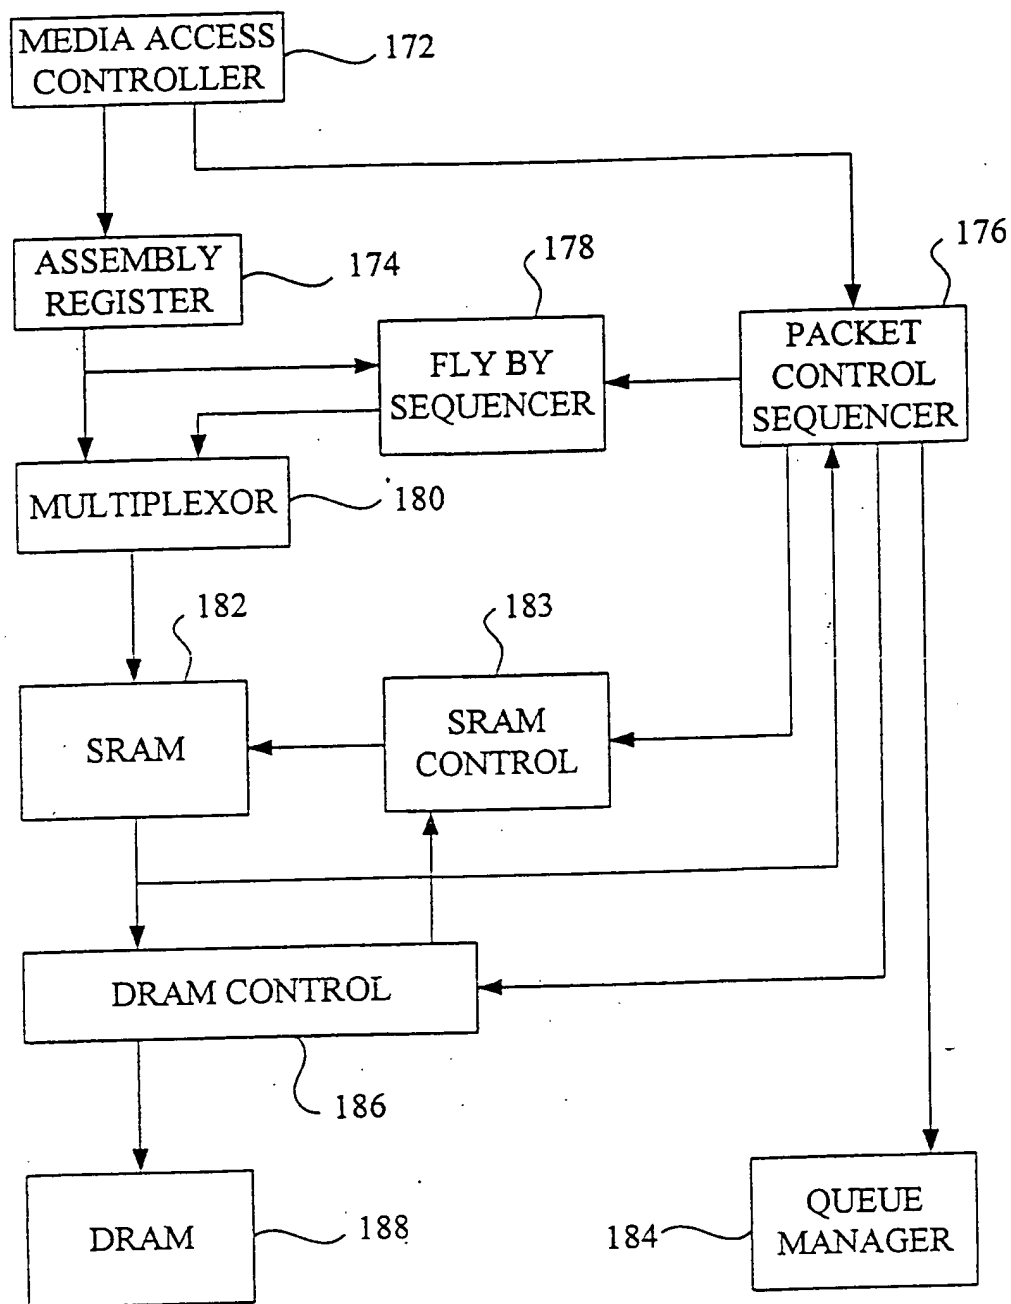 MEDIA ACCESS
CONTROLLER
172
ASSEMBLY
REGISTER
174
178
176
FLY BY
SEQUENCER
PACKET
CONTROL
SEQUENCER
MULTIPLEXOR
180
182
183
SRAM
SRAM
CONTROL
DRAM CONTROL
186
DRAM
188
184
QUEUE
MANAGER